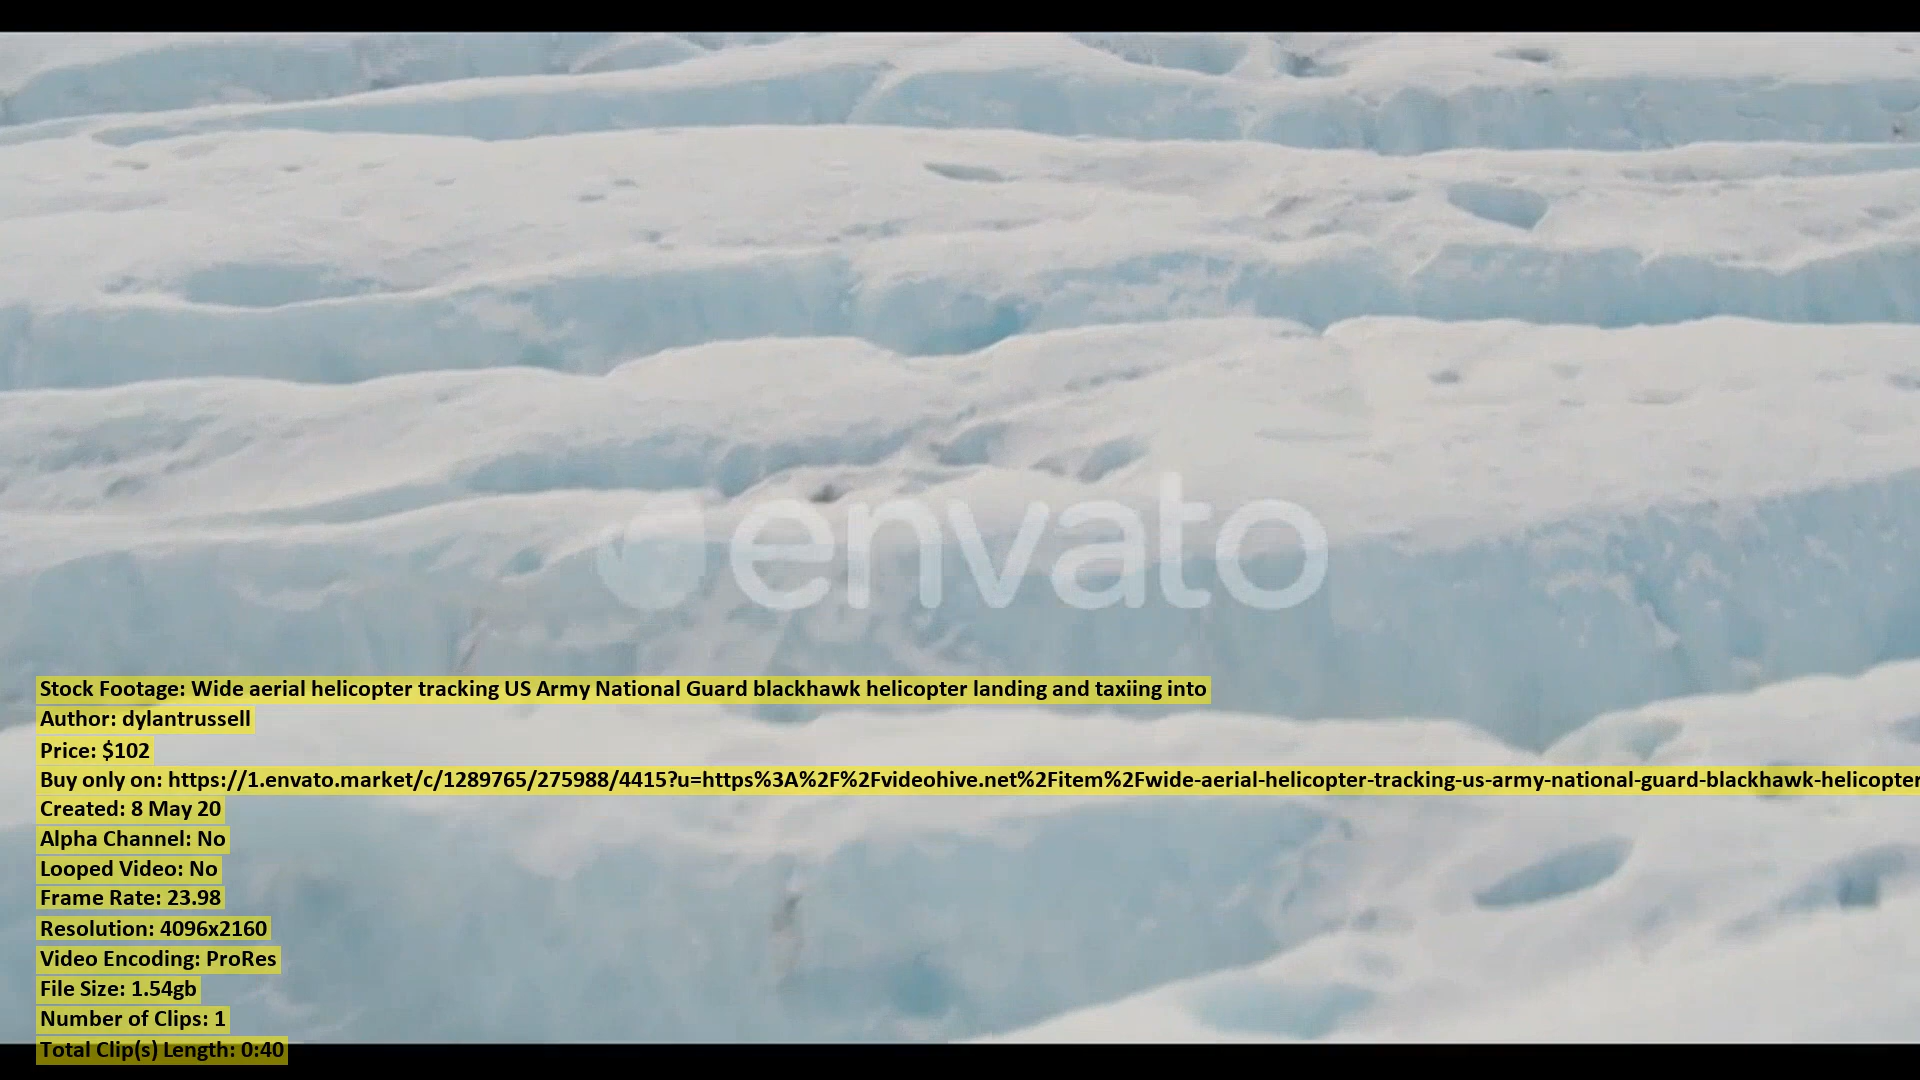 envato
Stock Footage: Wide aerial helicopter tracking US Army National Guard blackhawk helicopter landing and taxiing into
Author: dylantrussell
Price: $102
Buy only on: https://1.envato.market/c/1289765/275988/4415?u=https%3A%2F%2Fvideohive.net%2Fitem%2Fwide-aerial-helicopter-tracking-us-army-national-guard-blackhawk-helicopter
Created: 8 May 20
Alpha Channel: No
Looped Video: No
Frame Rate: 23.98
Resolution: 4096x2160
Video Encoding: ProRes
File Size: 1.54gb
Number of Clips: 1
Total Clip(s) Length: 0:40